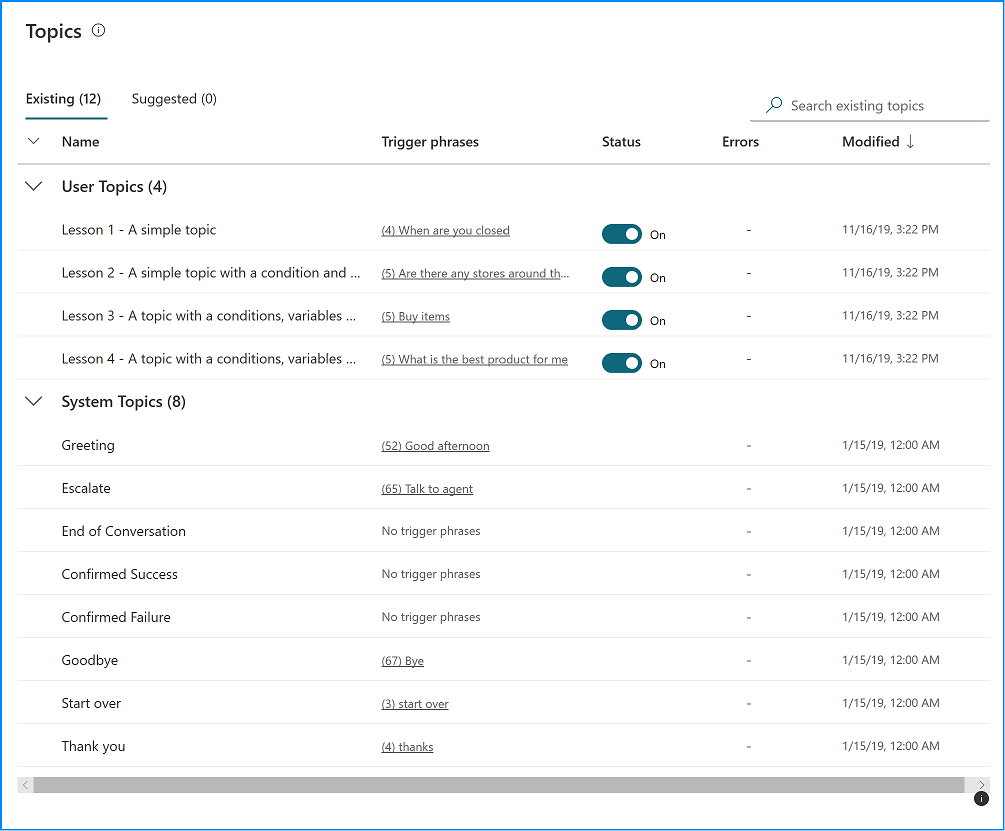 Topics
Existing (12) Suggested (0)
Search existing topics
Name Trigger phrases Status Errors Modified ↓
User Topics (4)
Lesson 1 - A simple topic (4) When are you closed On - 11/16/19, 3:22 PM
Lesson 2 - A simple topic with a condition and ... (5) Are there any stores around th... On - 11/16/19, 3:22 PM
Lesson 3 - A topic with a conditions, variables ... (5) Buy items On - 11/16/19, 3:22 PM
Lesson 4 - A topic with a conditions, variables ... (5) What is the best product for me On - 11/16/19, 3:22 PM
System Topics (8)
Greeting (52) Good afternoon - 1/15/19, 12:00 AM
Escalate (65) Talk to agent - 1/15/19, 12:00 AM
End of Conversation No trigger phrases - 1/15/19, 12:00 AM
Confirmed Success No trigger phrases - 1/15/19, 12:00 AM
Confirmed Failure No trigger phrases - 1/15/19, 12:00 AM
Goodbye (67) Bye - 1/15/19, 12:00 AM
Start over (3) start over - 1/15/19, 12:00 AM
Thank you (4) thanks - 1/15/19, 12:00 AM